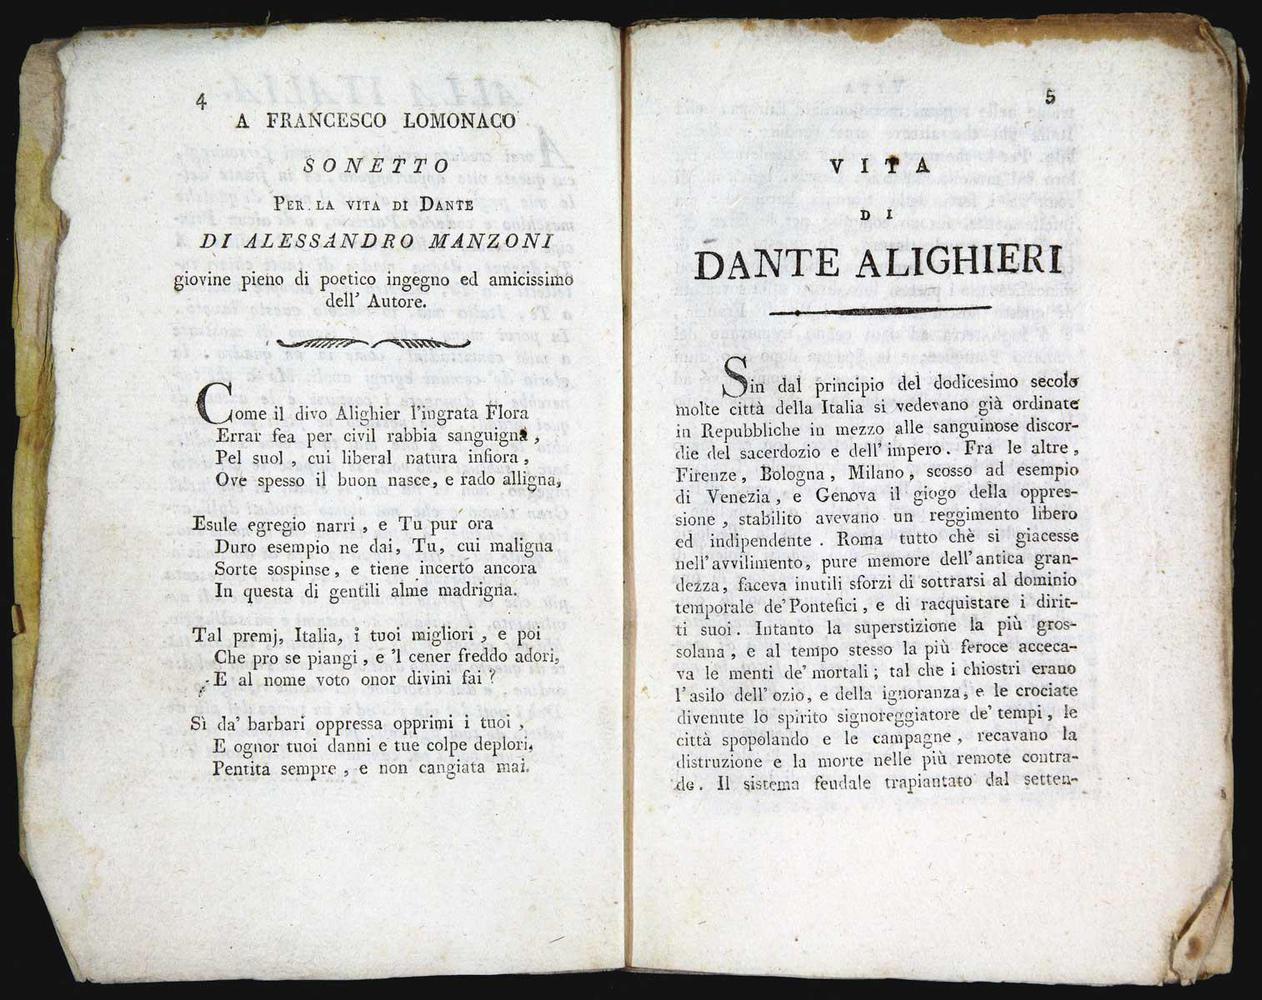 4
A FRANCESCO LOMONACO
SONETTO
PER LA VITA DI DANTE
DI ALESSANDRO MANZONI
giovine pieno di poetico ingegno ed amicissimo
dell' Autore.
Come il divo Alighier l'ingrata Flora
Errar fea per civil rabbia sanguigna,
Pel suol, cui liberal natura infiora,
Ove spesso il buon nasce, e rado alligna,
Esule egregio narri, e Tu pur ora
Duro esempio ne dai, Tu, cui maligna
Sorte sospinse, e tiene incerto ancora
In questa di gentili alme madrigna.
Tal premj, Italia, i tuoi migliori, e poi
Che pro se piangi, e 'l cener freddo adori,
E al nome voto onor divini fai?
Sì da' barbari oppressa opprimi i tuoi,
E ognor tuoi danni e tue colpe deplori,
Pentita sempre, e non cangiata mai.
5
VITA
DI
DANTE ALIGHIERI
Sin dal principio del dodicesimo secolo
molte città della Italia si vedevano già ordinate
in Repubbliche in mezzo alle sanguinose discor-
die del sacerdozio e dell' impero. Fra le altre,
Firenze, Bologna, Milano, scosso ad esempio
di Venezia, e Genova il giogo della oppres-
sione, stabilito avevano un reggimento libero
ed indipendente. Roma tutto chè si giacesse
nell'avvilimento, pure memore dell'antica gran-
dezza, faceva inutili sforzi di sottrarsi al dominio
temporale de' Pontefici, e di racquistare i dirit-
ti suoi. Intanto la superstizione la più gros-
solana, e al tempo stesso la più feroce acceca-
va le menti de' mortali; tal che i chiostri erano
l'asilo dell' ozio, e della ignoranza, e le crociate
divenute lo spirito signoreggiatore de' tempi, le
città spopolando e le campagne, recavano la
distruzione e la morte nelle più remote contra-
de. Il sistema feudale trapiantato dal setten-